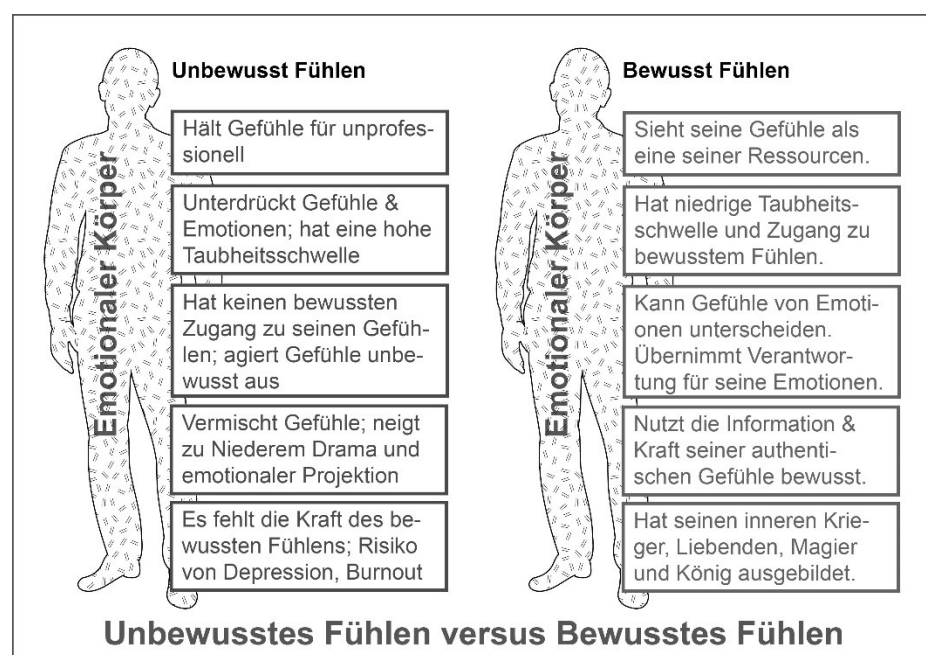 Unbewusst Fühlen
Emotionaler Körper
Hält Gefühle für unprofes-
sionell
Unterdrückt Gefühle &
Emotionen; hat eine hohe
Taubheitsschwelle
Hat keinen bewussten
Zugang zu seinen Gefüh-
len; agiert Gefühle unbe-
wusst aus
Vermischt Gefühle; neigt
zu Niederem Drama und
emotionaler Projektion
Es fehlt die Kraft des be-
wussten Fühlens; Risiko
von Depression, Burnout
Bewusst Fühlen
Emotionaler Körper
Sieht seine Gefühle als
eine seiner Ressourcen.
Hat niedrige Taubheits-
schwelle und Zugang zu
bewusstem Fühlen.
Kann Gefühle von Emoti-
onen unterscheiden.
Übernimmt Verantwor-
tung für seine Emotionen.
Nutzt die Information &
Kraft seiner authenti-
schen Gefühle bewusst.
Hat seinen inneren Krie-
ger, Liebenden, Magier
und König ausgebildet.
Unbewusstes Fühlen versus Bewusstes Fühlen